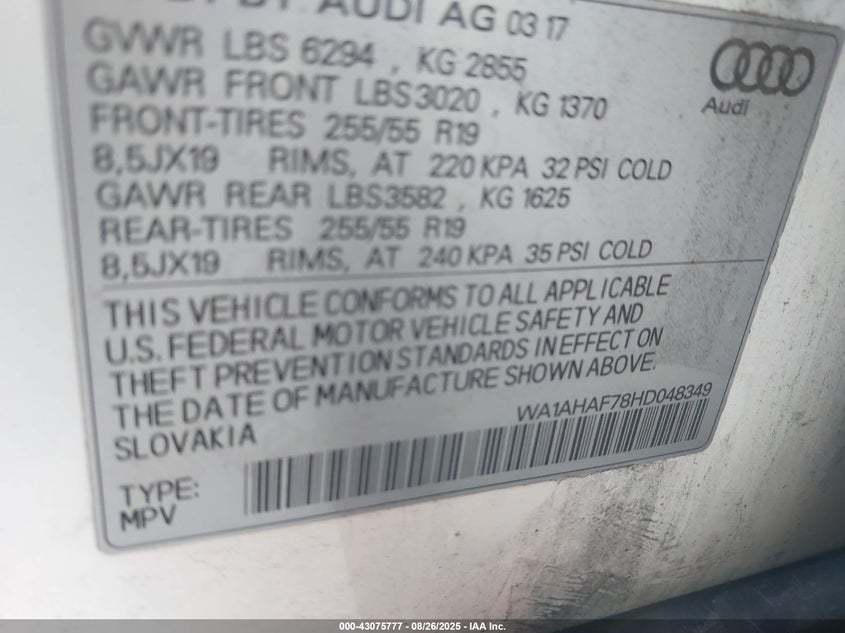 AUDI AG 03 17
GVWR LBS 6294 , KG 2855
GAWR FRONT LBS3020 , KG 1370
FRONT-TIRES 255/55 R19
8,5JX19 RIMS, AT 220 KPA 32 PSI COLD
GAWR REAR LBS3582 , KG 1625
REAR-TIRES 255/55 R19
8,5JX19 RIMS, AT 240 KPA 35 PSI COLD
Audi
THIS VEHICLE CONFORMS TO ALL APPLICABLE
U.S. FEDERAL MOTOR VEHICLE SAFETY AND
THEFT PREVENTION STANDARDS IN EFFECT ON
THE DATE OF MANUFACTURE SHOWN ABOVE.
SLOVAKIA
WA1AHAF78HD048349
TYPE:
MPV
000-43075777 - 08/26/2025 - IAA Inc.